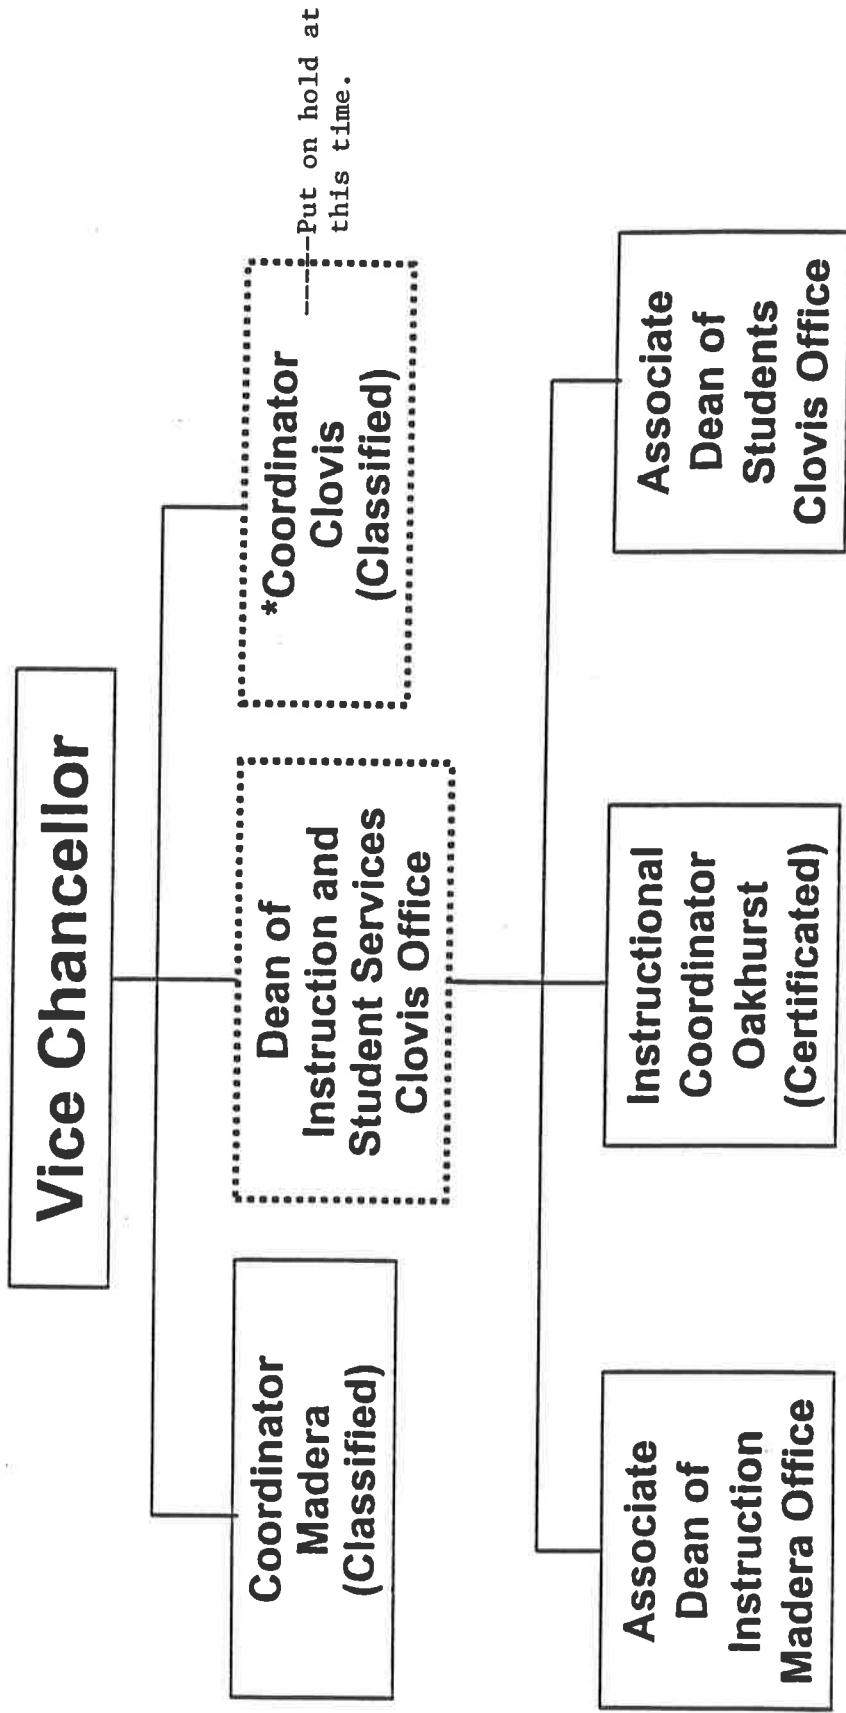 Vice Chancellor
Coordinator
Madera
(Classified)
Dean of
Instruction and
Student Services
Clovis Office
*Coordinator
Clovis
(Classified)
-----Put on hold at
this time.
Associate
Dean of
Instruction
Madera Office
Instructional
Coordinator
Oakhurst
(Certificated)
Associate
Dean of
Students
Clovis Office